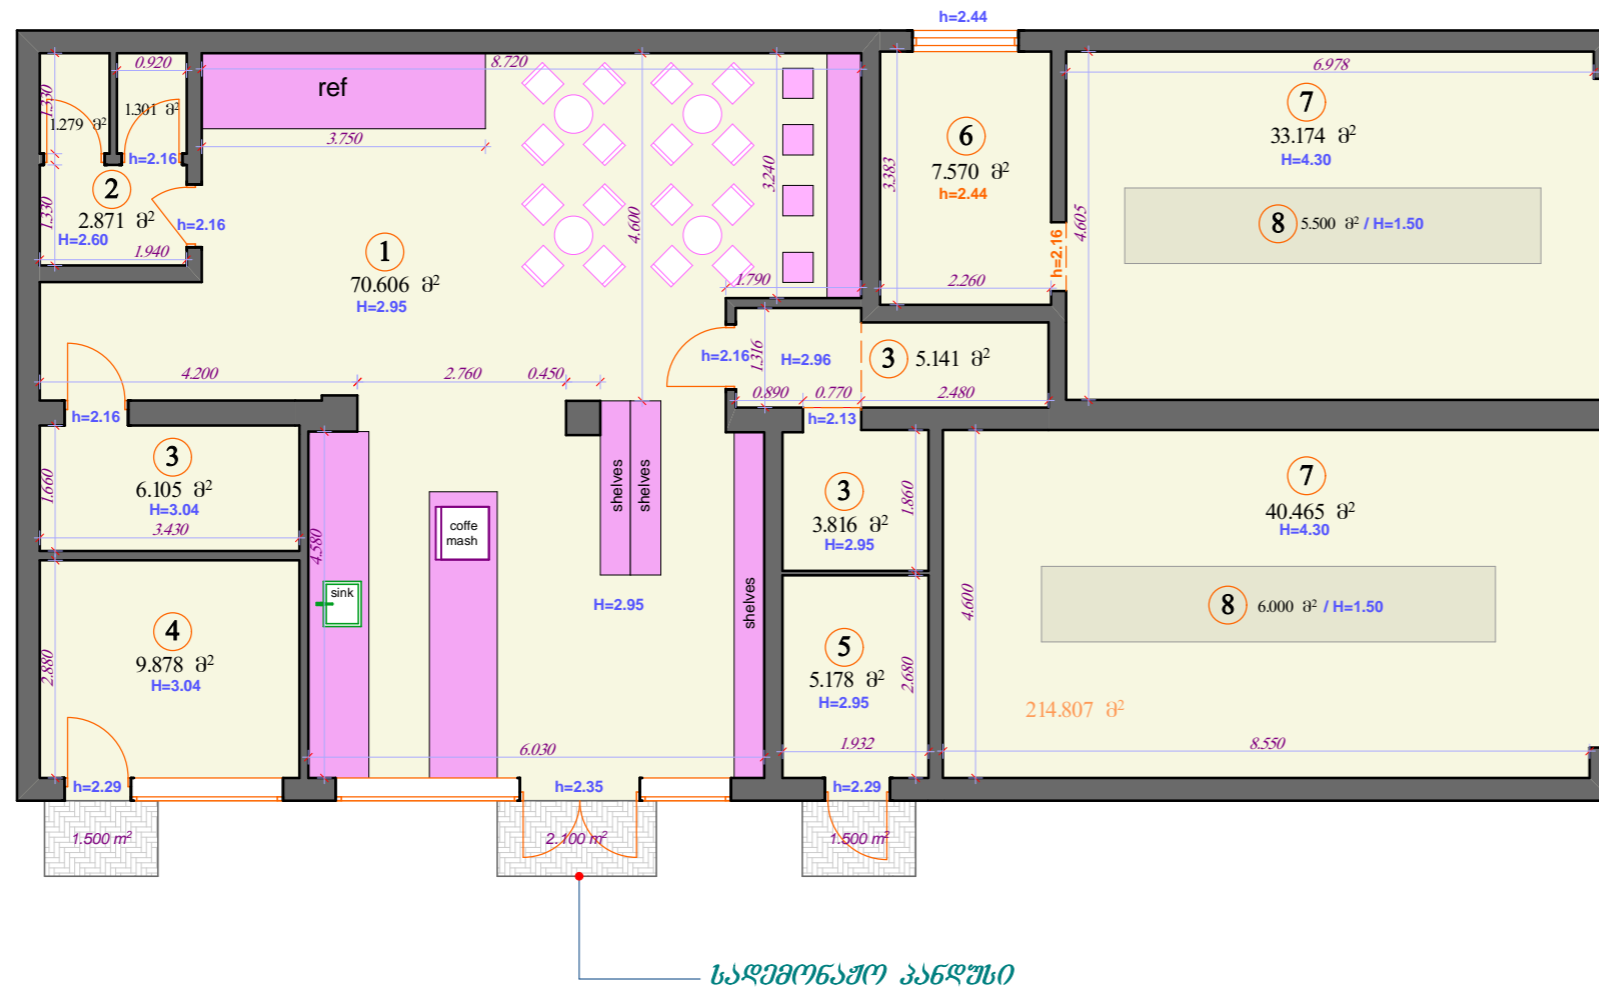 h=2.44
0.920
8.720
6.978
ref
1.330
1.279 მ²
1.301 მ²
7
33.174 მ²
H=4.30
3.750
6
7.570 მ²
h=2.44
h=2.16
3.240
3.383
2
2.871 მ²
H=2.60
1.330
h=2.16
4.600
4.605
8 5.500 მ² / H=1.50
1.940
1
70.606 მ²
H=2.95
h=2.16
1.790
2.260
h=2.16
1.316
H=2.96
3 5.141 მ²
4.200
2.760
0.450
0.890
0.770
2.480
h=2.16
h=2.13
3
6.105 მ²
H=3.04
1.660
3.430
shelves
shelves
3
3.816 მ²
H=2.95
1.860
7
40.465 მ²
H=4.30
coffe
mash
4.580
sink
H=2.95
shelves
4.600
8 6.000 მ² / H=1.50
4
9.878 მ²
H=3.04
2.880
5
5.178 მ²
H=2.95
2.680
214.807 მ²
6.030
1.932
8.550
h=2.29
h=2.35
h=2.29
1.500 m²
2.100 m²
1.500 m²
სადემონაჟო პანდუსი